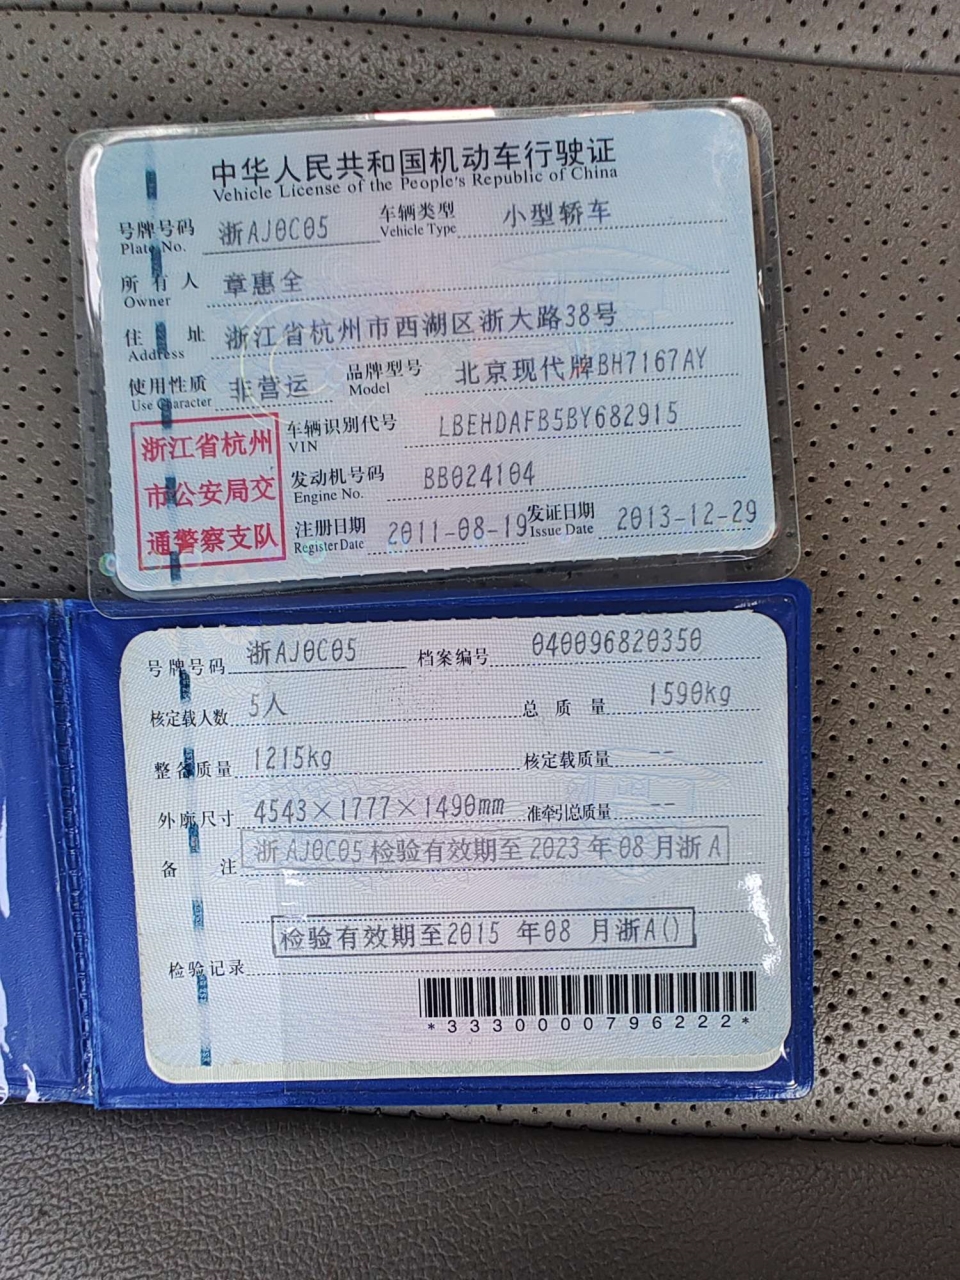 中华人民共和国机动车行驶证
Vehicle License of the People's Republic of China
号牌号码 浙AJ0C05 车辆类型 小型轿车
Plate No. Vehicle Type
所有人 章惠全
Owner
住址 浙江省杭州市西湖区浙大路38号
Address
使用性质 非营运 品牌型号 北京现代牌BH7167AY
Use Character Model
浙江省杭州
市公安局交
通警察支队
车辆识别代号 LBEHDAFB5BY682915
VIN
发动机号码 BB024104
Engine No.
注册日期 2011-08-19 发证日期 2013-12-29
Register Date Issue Date
号牌号码 浙AJ0C05 档案编号 040096820350
核定载人数 5人 总质量 1590kg
整备质量 1215kg 核定载质量 --
外廓尺寸 4543×1777×1490mm 准牵引总质量 --
备注 浙AJ0C05检验有效期至2023年08月浙A
检验有效期至2015年08月浙A()
检验记录
*3330000796222*